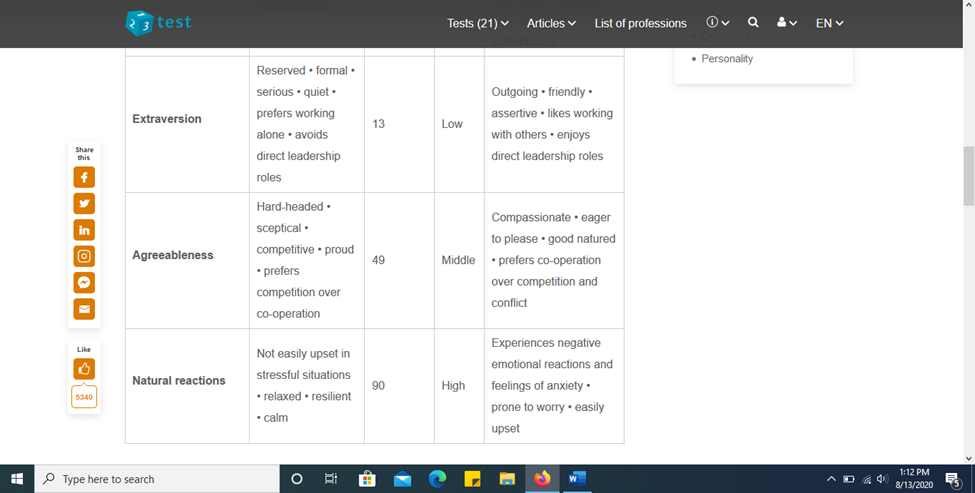 123 test
Tests (21)
Articles
List of professions
EN
Personality
Share
this
Like
5340
Extraversion
Reserved • formal •
serious • quiet •
prefers working
alone • avoids
direct leadership
roles
13
Low
Outgoing • friendly •
assertive • likes working
with others • enjoys
direct leadership roles
Agreeableness
Hard-headed •
sceptical •
competitive • proud
• prefers
competition over
co-operation
49
Middle
Compassionate • eager
to please • good natured
• prefers co-operation
over competition and
conflict
Natural reactions
Not easily upset in
stressful situations
• relaxed • resilient
• calm
90
High
Experiences negative
emotional reactions and
feelings of anxiety •
prone to worry • easily
upset
Type here to search
1:12 PM
8/13/2020
5